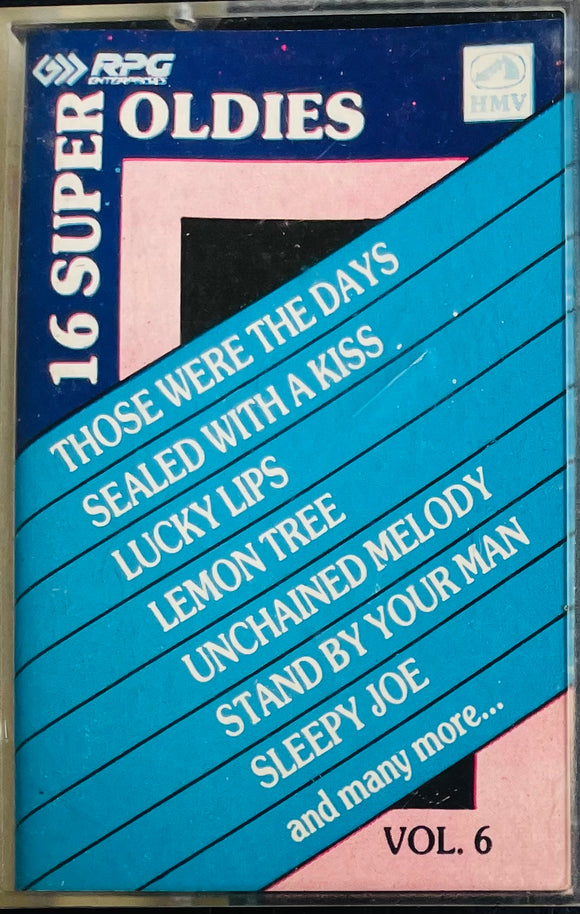 RPG
ENTERPRISES
HMV
16 SUPER
OLDIES
THOSE WERE THE DAYS
SEALED WITH A KISS
LUCKY LIPS
LEMON TREE
UNCHAINED MELODY
STAND BY YOUR MAN
SLEEPY JOE
and many more...
VOL. 6